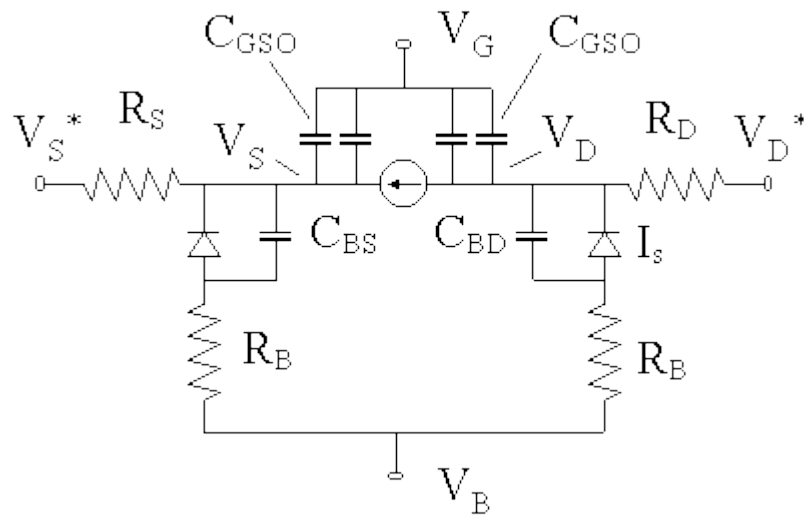 C_GSO V_G C_GSO
V_S* R_S V_S V_D R_D V_D*
C_BS C_BD I_s
R_B R_B
V_B